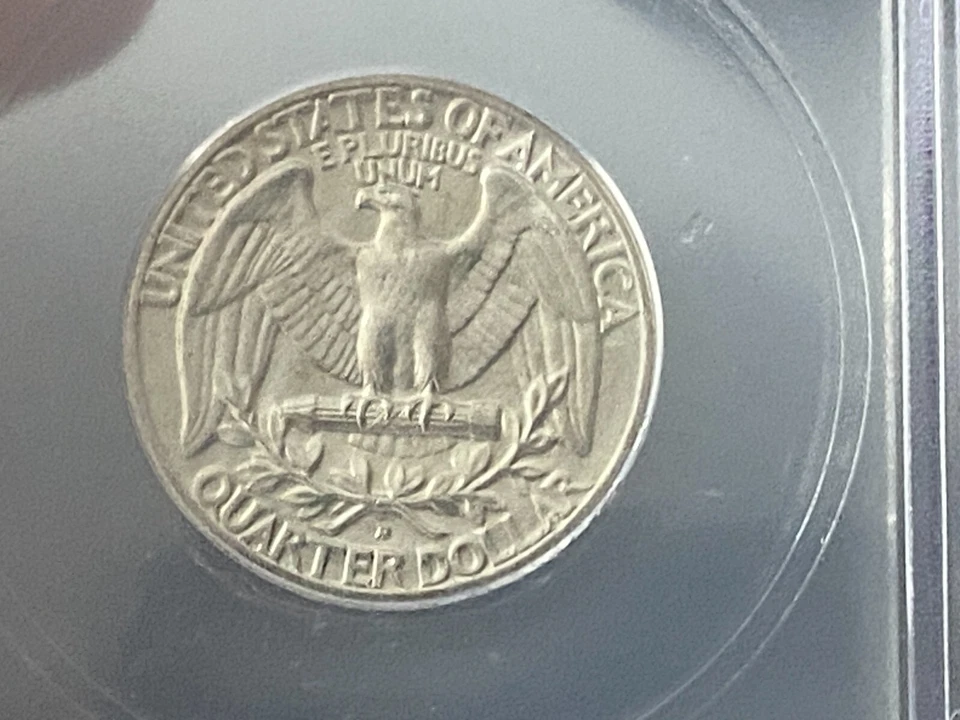 UNITED STATES OF AMERICA
E PLURIBUS
UNUM
QUARTER DOLLAR